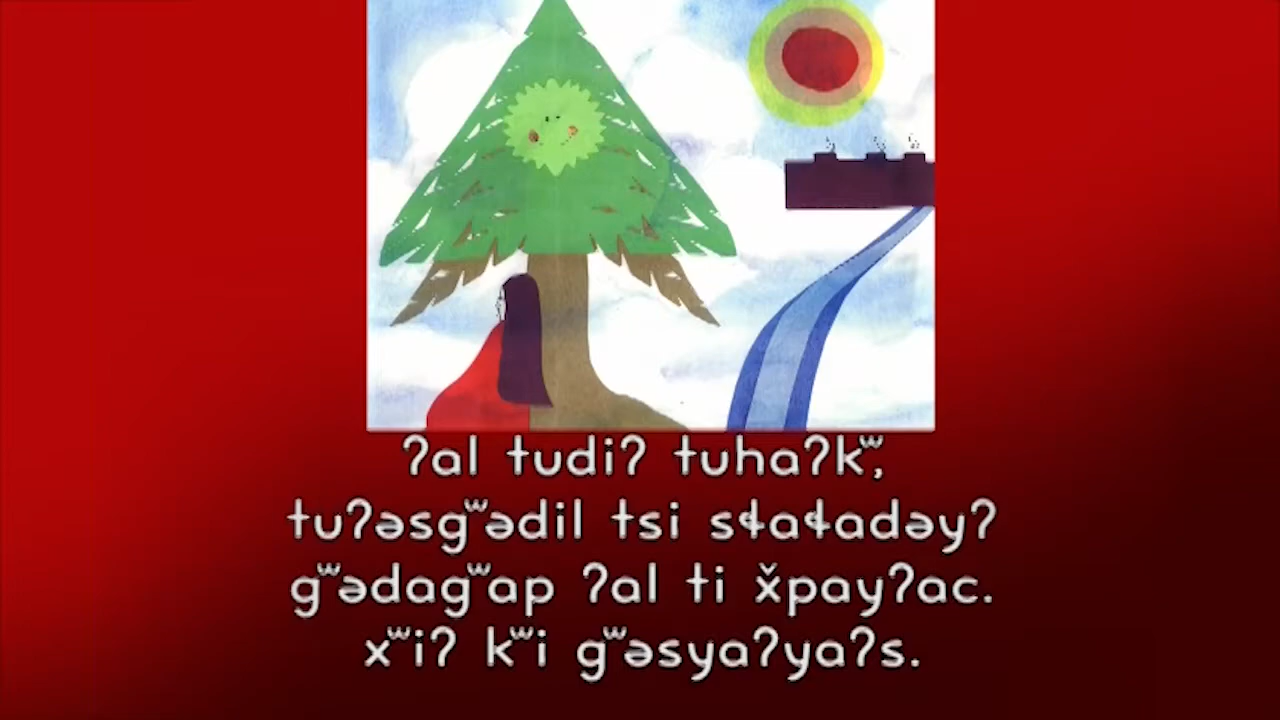 ʔal tudiʔ tuhaʔkʷ,
tuʔəsgʷədil tsi sɬaɬadəyʔ
gʷədagʷap ʔal ti x̌payʔac.
xʷiʔ kʷi gʷəsyaʔyaʔs.